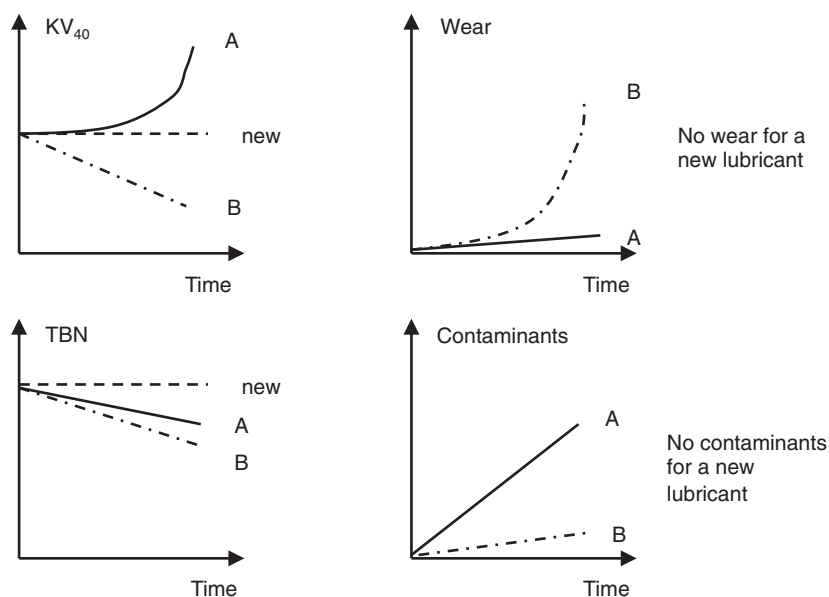 KV40
A
new
B
Time
Wear
B
A
No wear for a
new lubricant
Time
TBN
new
A
B
Time
Contaminants
A
B
No contaminants
for a new
lubricant
Time